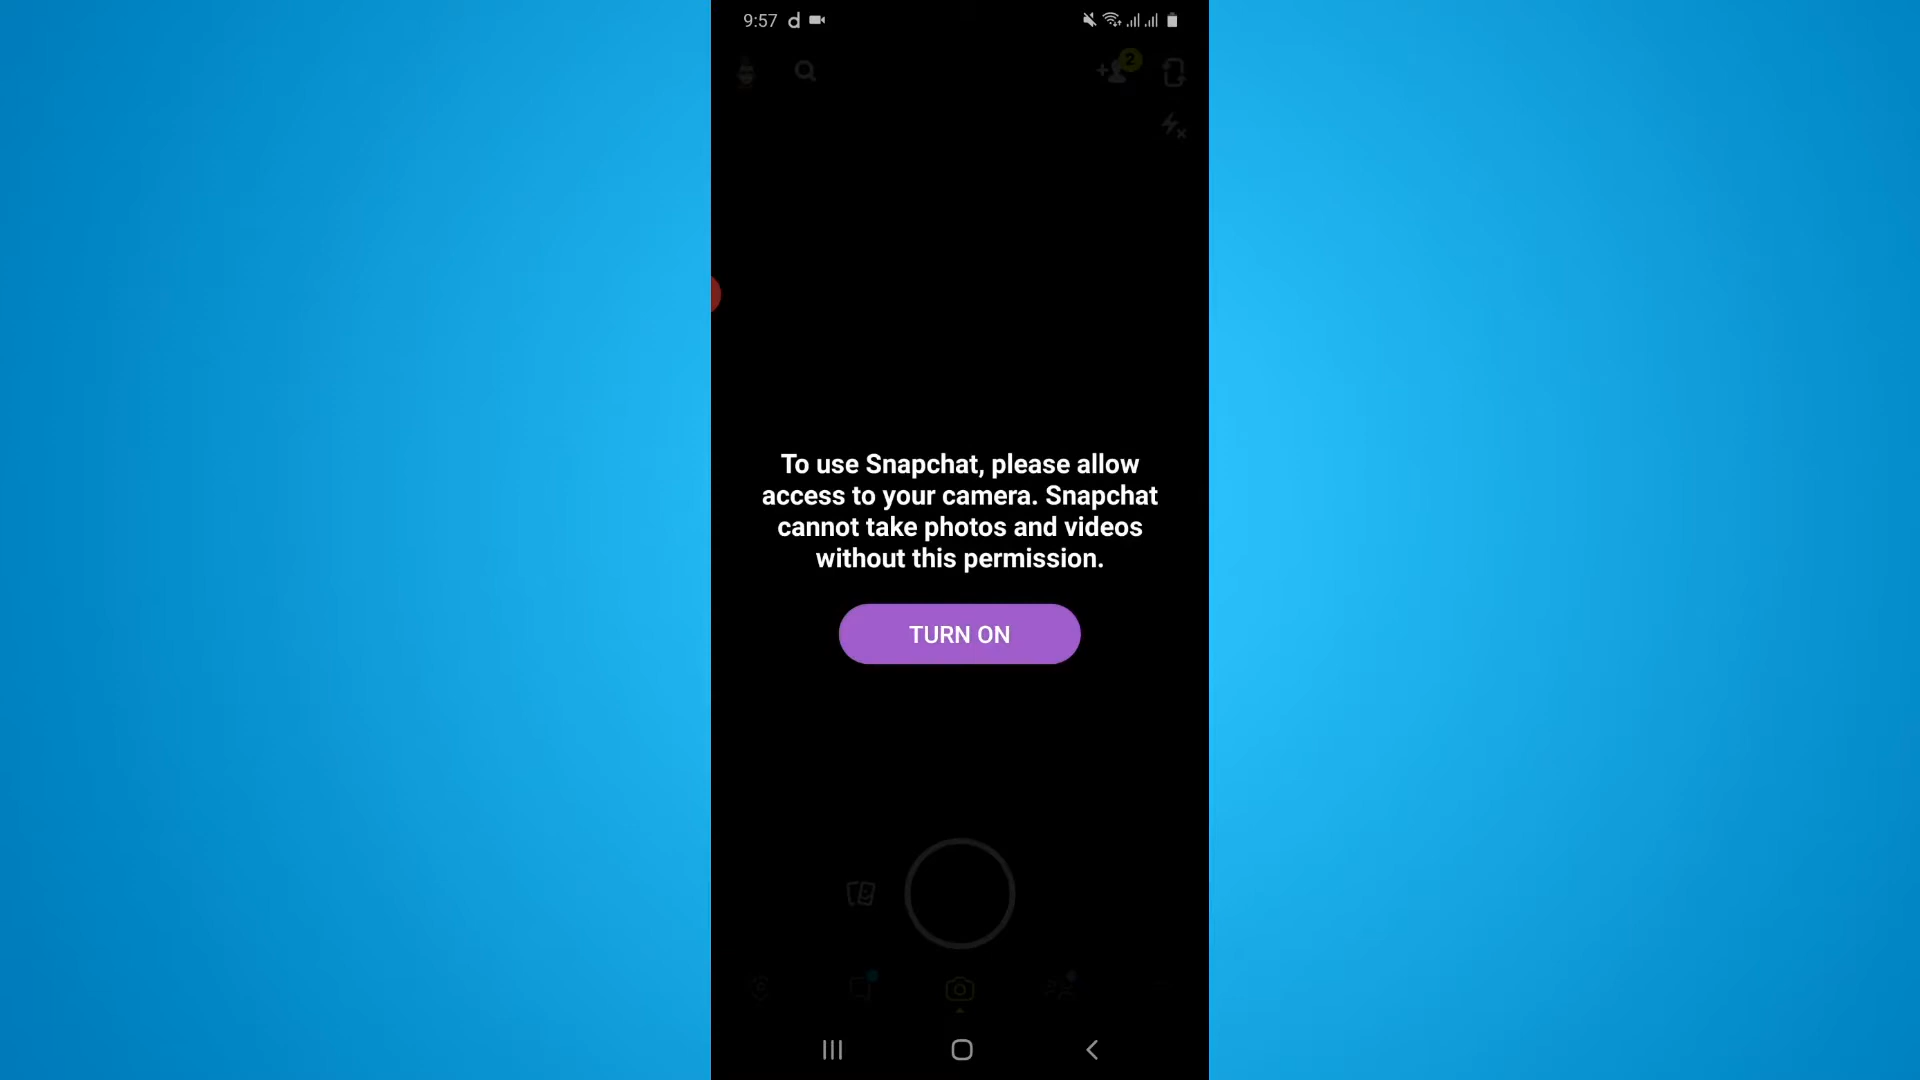 9:57 d
2
To use Snapchat, please allow
access to your camera. Snapchat
cannot take photos and videos
without this permission.
TURN ON